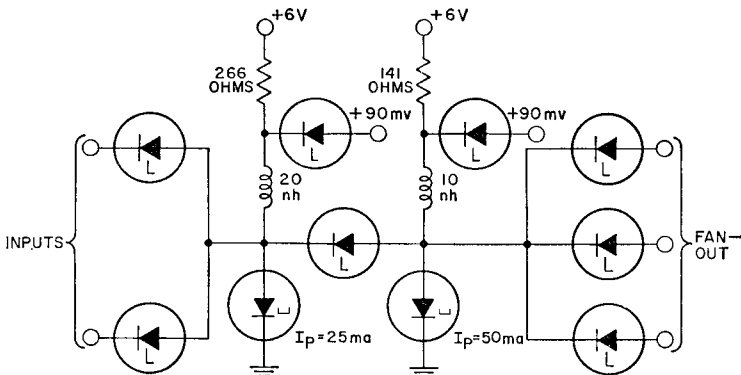 +6V
+6V
266
OHMS
141
OHMS
+90mv
+90mv
L
L
L
L
20
nh
10
nh
INPUTS
L
FAN-
OUT
L
L
Ip=25ma
Ip=50ma
L
L